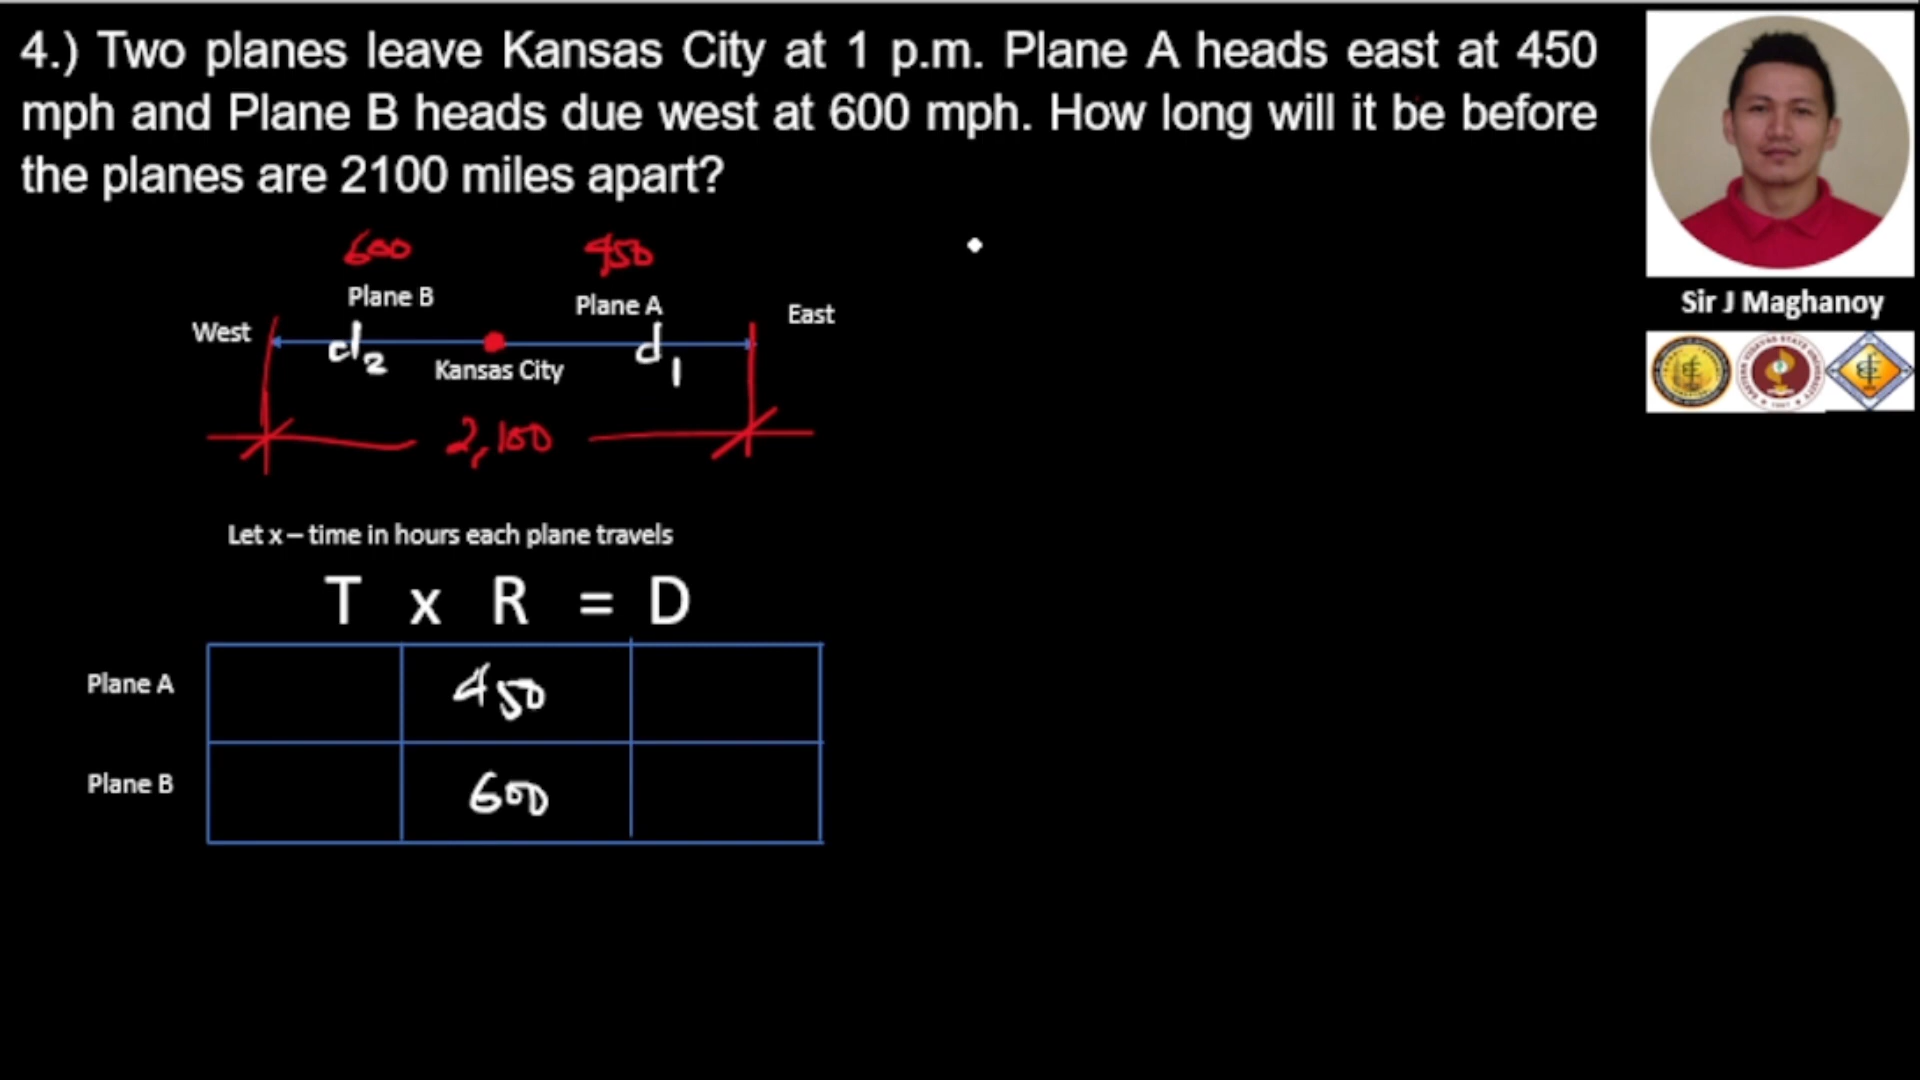 4.) Two planes leave Kansas City at 1 p.m. Plane A heads east at 450
mph and Plane B heads due west at 600 mph. How long will it be before
the planes are 2100 miles apart?
Sir J Maghanoy
600
450
Plane B
Plane A
West
East
d2
d1
Kansas City
2,100
Let x – time in hours each plane travels
T x R = D
Plane A 450
Plane B 600